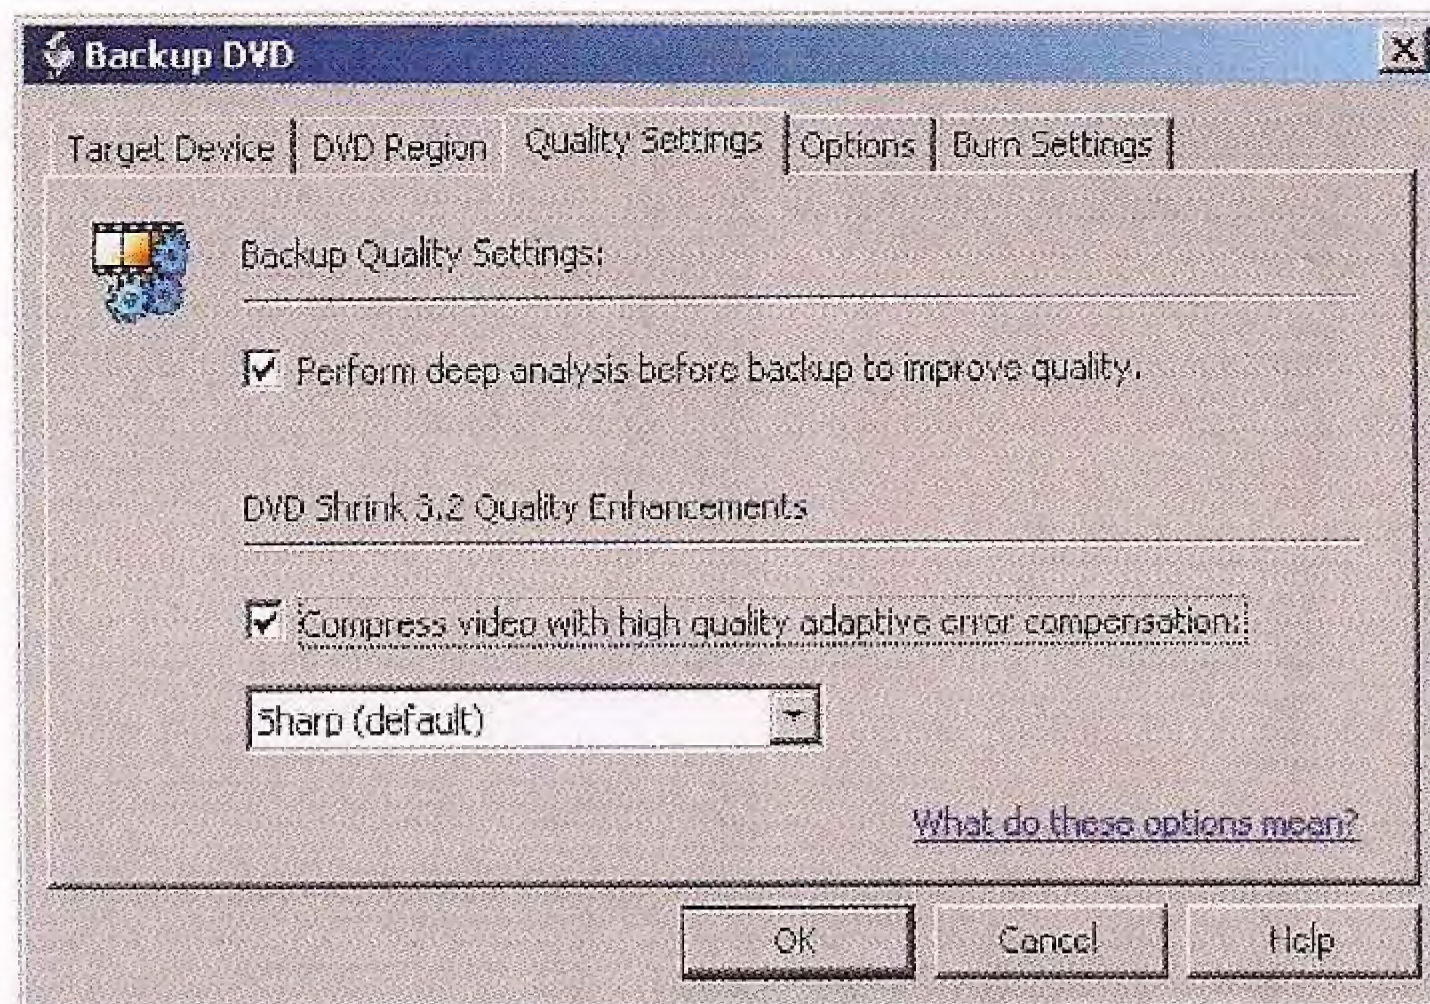 Backup DVD
Target Device DVD Region Quality Settings Options Burn Settings
Backup Quality Settings:
Perform deep analysis before backup to improve quality.
DVD Shrink 3.2 Quality Enhancements
Compress video with high quality adaptive error compensation:
Sharp (default)
What do these options mean?
OK Cancel Help